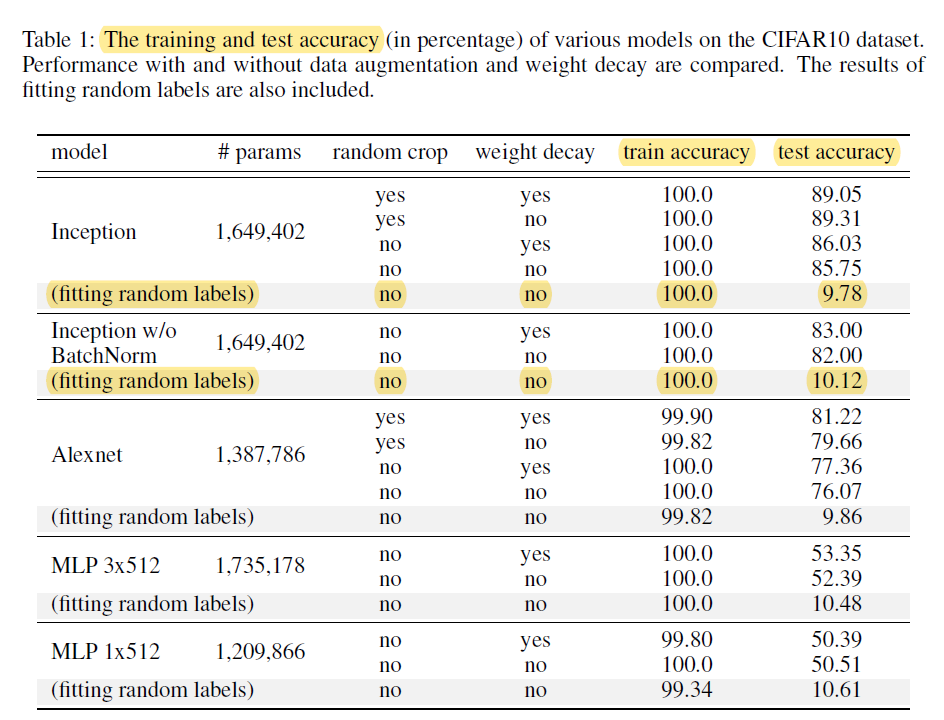 Table 1: The training and test accuracy (in percentage) of various models on the CIFAR10 dataset.
Performance with and without data augmentation and weight decay are compared. The results of
fitting random labels are also included.
model # params random crop weight decay train accuracy test accuracy
Inception 1,649,402
yes yes 100.0 89.05
yes no 100.0 89.31
no yes 100.0 86.03
no no 100.0 85.75
(fitting random labels) no no 100.0 9.78
Inception w/o
BatchNorm
1,649,402
no yes 100.0 83.00
no no 100.0 82.00
(fitting random labels) no no 100.0 10.12
Alexnet 1,387,786
yes yes 99.90 81.22
yes no 99.82 79.66
no yes 100.0 77.36
no no 100.0 76.07
(fitting random labels) no no 99.82 9.86
MLP 3x512 1,735,178
no yes 100.0 53.35
no no 100.0 52.39
(fitting random labels) no no 100.0 10.48
MLP 1x512 1,209,866
no yes 99.80 50.39
no no 100.0 50.51
(fitting random labels) no no 99.34 10.61